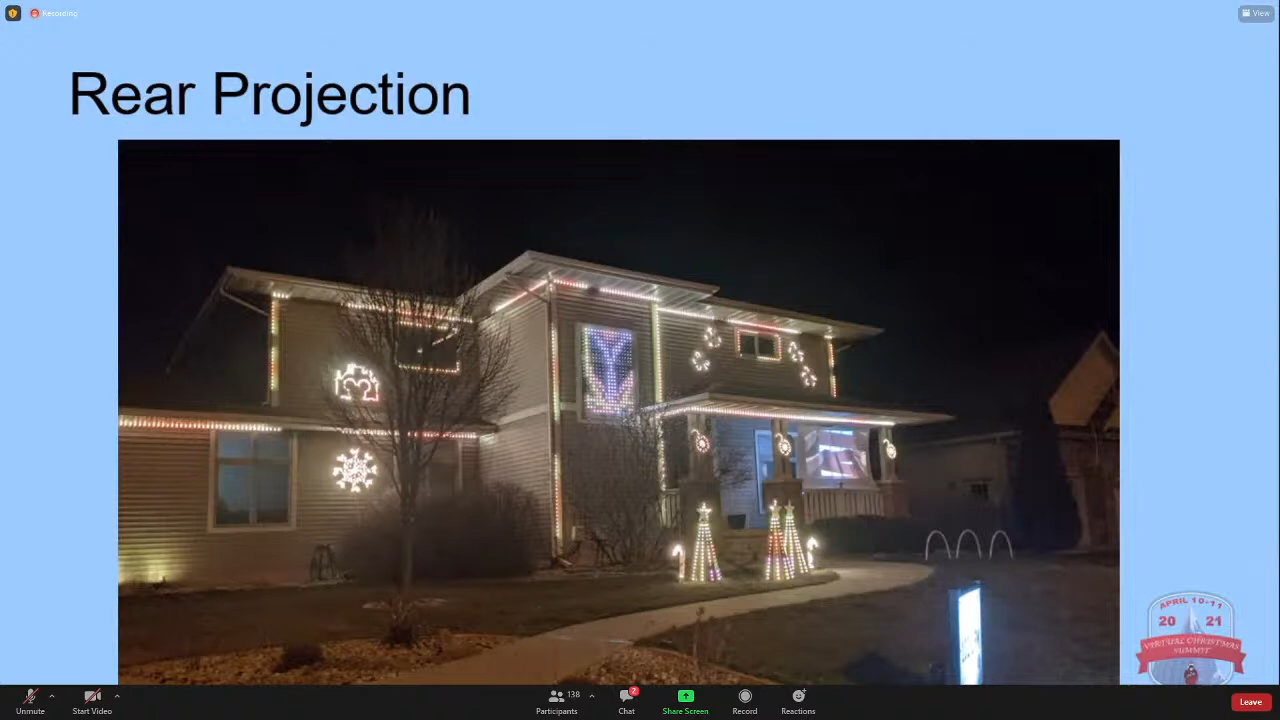 Recording
View
Rear Projection
APRIL 10-11
20 21
VIRTUAL CHRISTMAS
SUMMIT
138
2
Unmute
Start Video
Participants
Chat
Share Screen
Record
Reactions
Leave